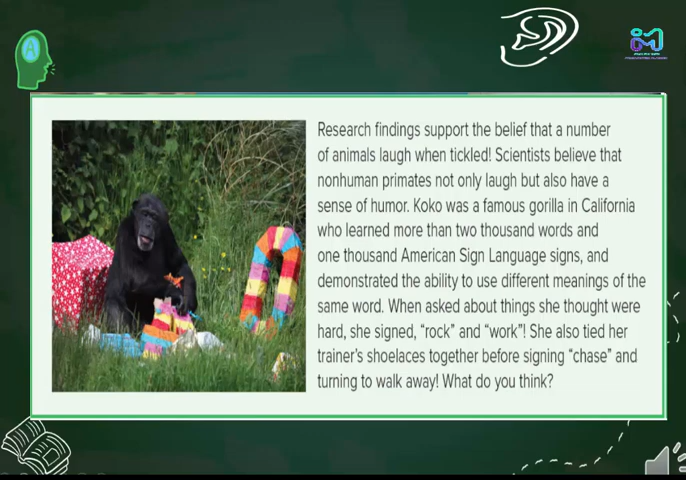 A
Research findings support the belief that a number
of animals laugh when tickled! Scientists believe that
nonhuman primates not only laugh but also have a
sense of humor. Koko was a famous gorilla in California
who learned more than two thousand words and
one thousand American Sign Language signs, and
demonstrated the ability to use different meanings of the
same word. When asked about things she thought were
hard, she signed, “rock” and “work”! She also tied her
trainer's shoelaces together before signing “chase” and
turning to walk away! What do you think?